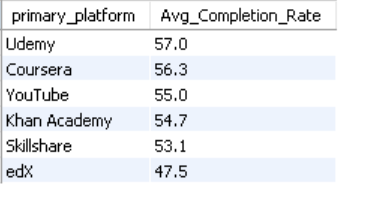 primary_platform Avg_Completion_Rate
Udemy 57.0
Coursera 56.3
YouTube 55.0
Khan Academy 54.7
Skillshare 53.1
edX 47.5